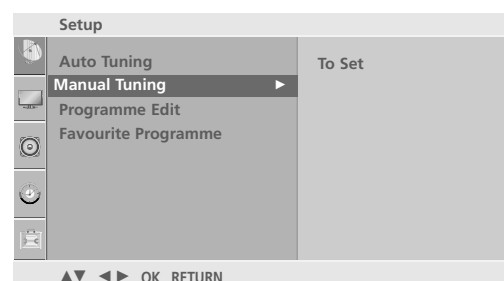 Setup
Auto Tuning
To Set
Manual Tuning ►
Programme Edit
Favourite Programme
▲▼ ◄► OK RETURN